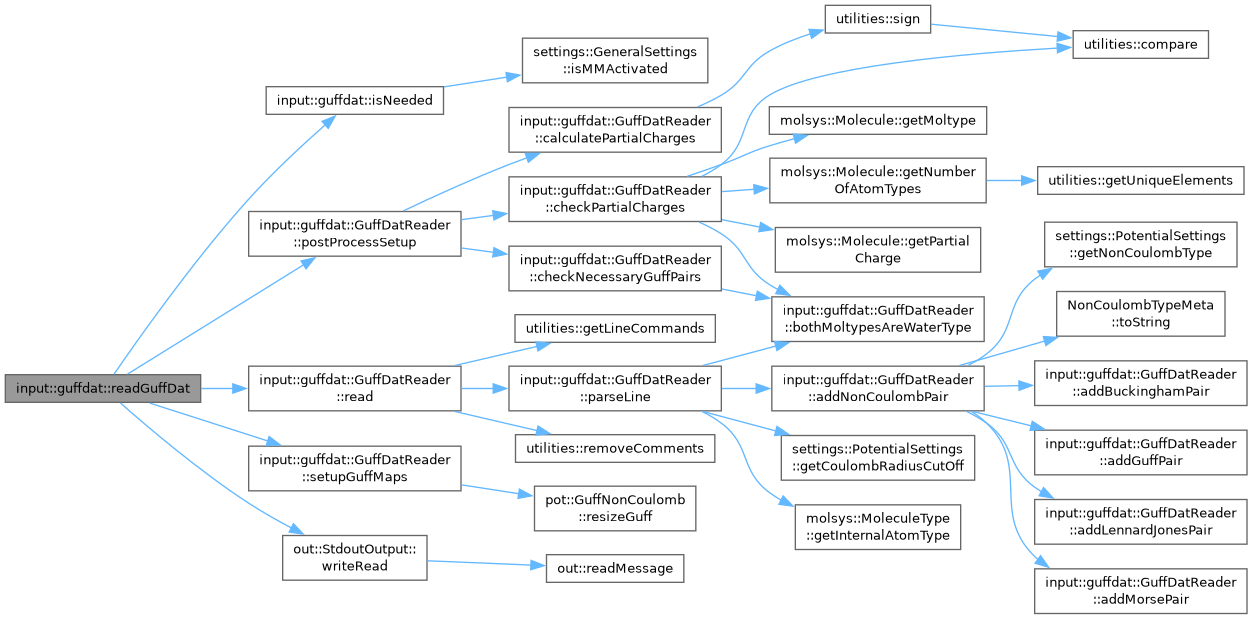 input::guffdat::readGuffDat
input::guffdat::isNeeded
input::guffdat::GuffDatReader
::postProcessSetup
input::guffdat::GuffDatReader
::read
input::guffdat::GuffDatReader
::setupGuffMaps
out::StdoutOutput::
writeRead
settings::GeneralSettings
::isMMActivated
input::guffdat::GuffDatReader
::calculatePartialCharges
input::guffdat::GuffDatReader
::checkPartialCharges
input::guffdat::GuffDatReader
::checkNecessaryGuffPairs
utilities::getLineCommands
input::guffdat::GuffDatReader
::parseLine
utilities::removeComments
pot::GuffNonCoulomb
::resizeGuff
out::readMessage
utilities::sign
molsys::Molecule::getMoltype
molsys::Molecule::getNumber
OfAtomTypes
molsys::Molecule::getPartial
Charge
input::guffdat::GuffDatReader
::bothMoltypesAreWaterType
input::guffdat::GuffDatReader
::addNonCoulombPair
settings::PotentialSettings
::getCoulombRadiusCutOff
molsys::MoleculeType
::getInternalAtomType
utilities::compare
utilities::getUniqueElements
settings::PotentialSettings
::getNonCoulombType
NonCoulombTypeMeta
::toString
input::guffdat::GuffDatReader
::addBuckinghamPair
input::guffdat::GuffDatReader
::addGuffPair
input::guffdat::GuffDatReader
::addLennardJonesPair
input::guffdat::GuffDatReader
::addMorsePair